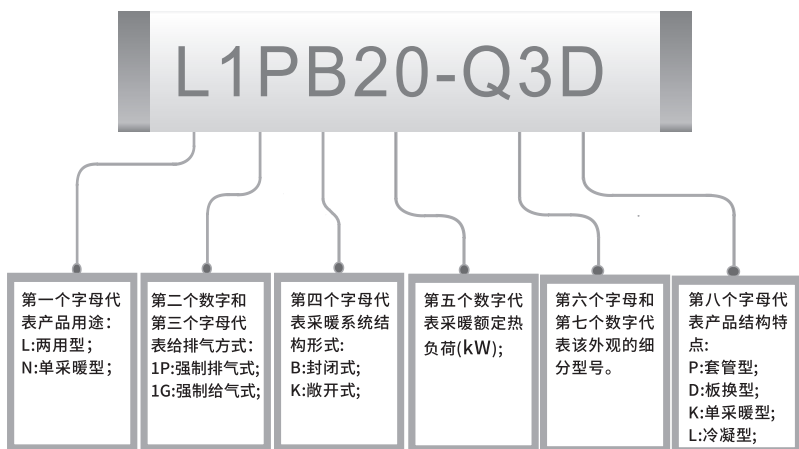 L1PB20-Q3D
第一个字母代
表产品用途：
L:两用型；
N:单采暖型；
第二个数字和
第三个字母代
表给排气方式：
1P:强制排气式；
1G:强制给气式；
第四个字母代
表采暖系统结
构形式：
B:封闭式；
K:敞开式；
第五个数字代
表采暖额定热
负荷(kW)；
第六个字母和
第七个数字代
表该外观的细
分型号。
第八个字母代
表产品结构特
点：
P:套管型；
D:板换型；
K:单采暖型；
L:冷凝型；